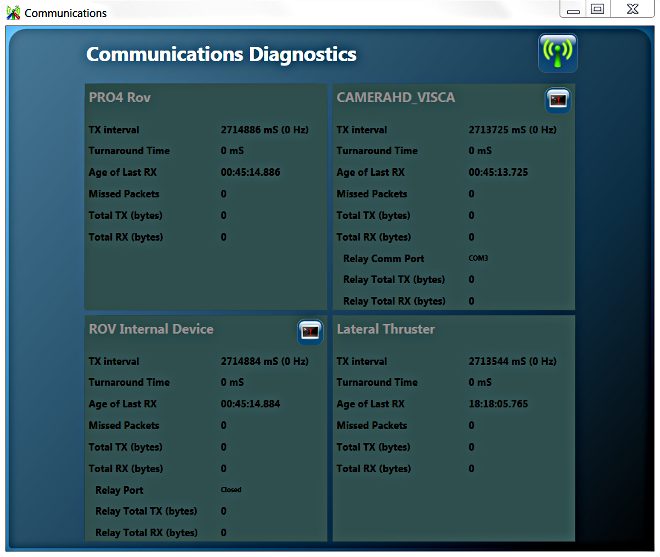 Communications
Communications Diagnostics
PRO4 Rov
TX interval 2714886 mS (0 Hz)
Turnaround Time 0 mS
Age of Last RX 00:45:14.886
Missed Packets 0
Total TX (bytes) 0
Total RX (bytes) 0
CAMERAHD_VISCA
TX interval 2713725 mS (0 Hz)
Turnaround Time 0 mS
Age of Last RX 00:45:13.725
Missed Packets 0
Total TX (bytes) 0
Total RX (bytes) 0
Relay Comm Port COM3
Relay Total TX (bytes) 0
Relay Total RX (bytes) 0
ROV Internal Device
TX interval 2714884 mS (0 Hz)
Turnaround Time 0 mS
Age of Last RX 00:45:14.884
Missed Packets 0
Total TX (bytes) 0
Total RX (bytes) 0
Relay Port Closed
Relay Total TX (bytes) 0
Relay Total RX (bytes) 0
Lateral Thruster
TX interval 2713544 mS (0 Hz)
Turnaround Time 0 mS
Age of Last RX 18:18:05.765
Missed Packets 0
Total TX (bytes) 0
Total RX (bytes) 0